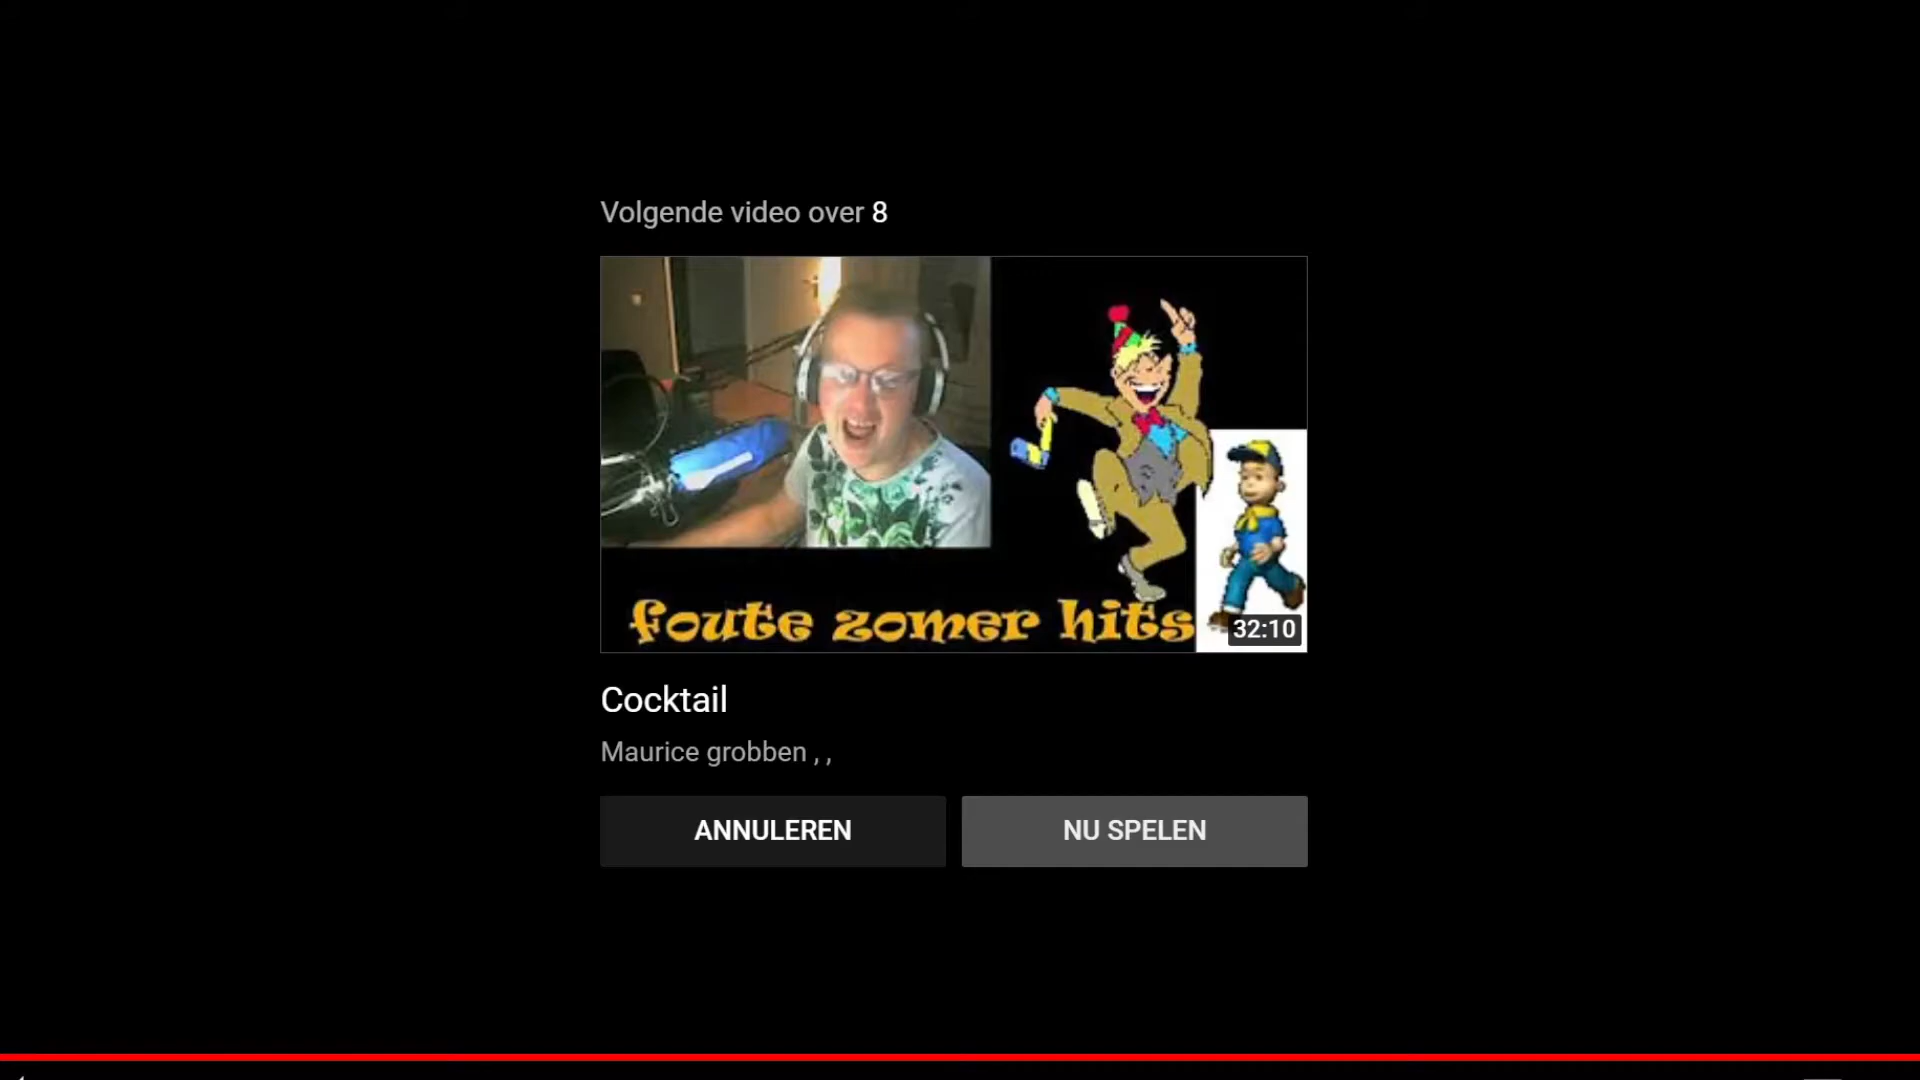 Volgende video over 8
foute zomer hits
32:10
Cocktail
Maurice grobben , ,
ANNULEREN
NU SPELEN